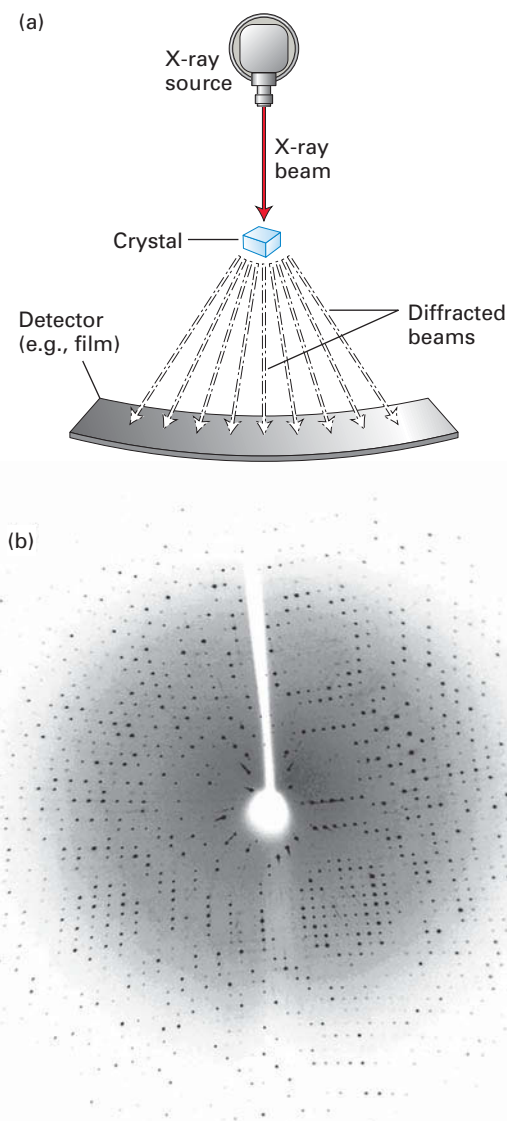 (a)
X-ray
source
X-ray
beam
Crystal
Detector
(e.g., film)
Diffracted
beams
(b)